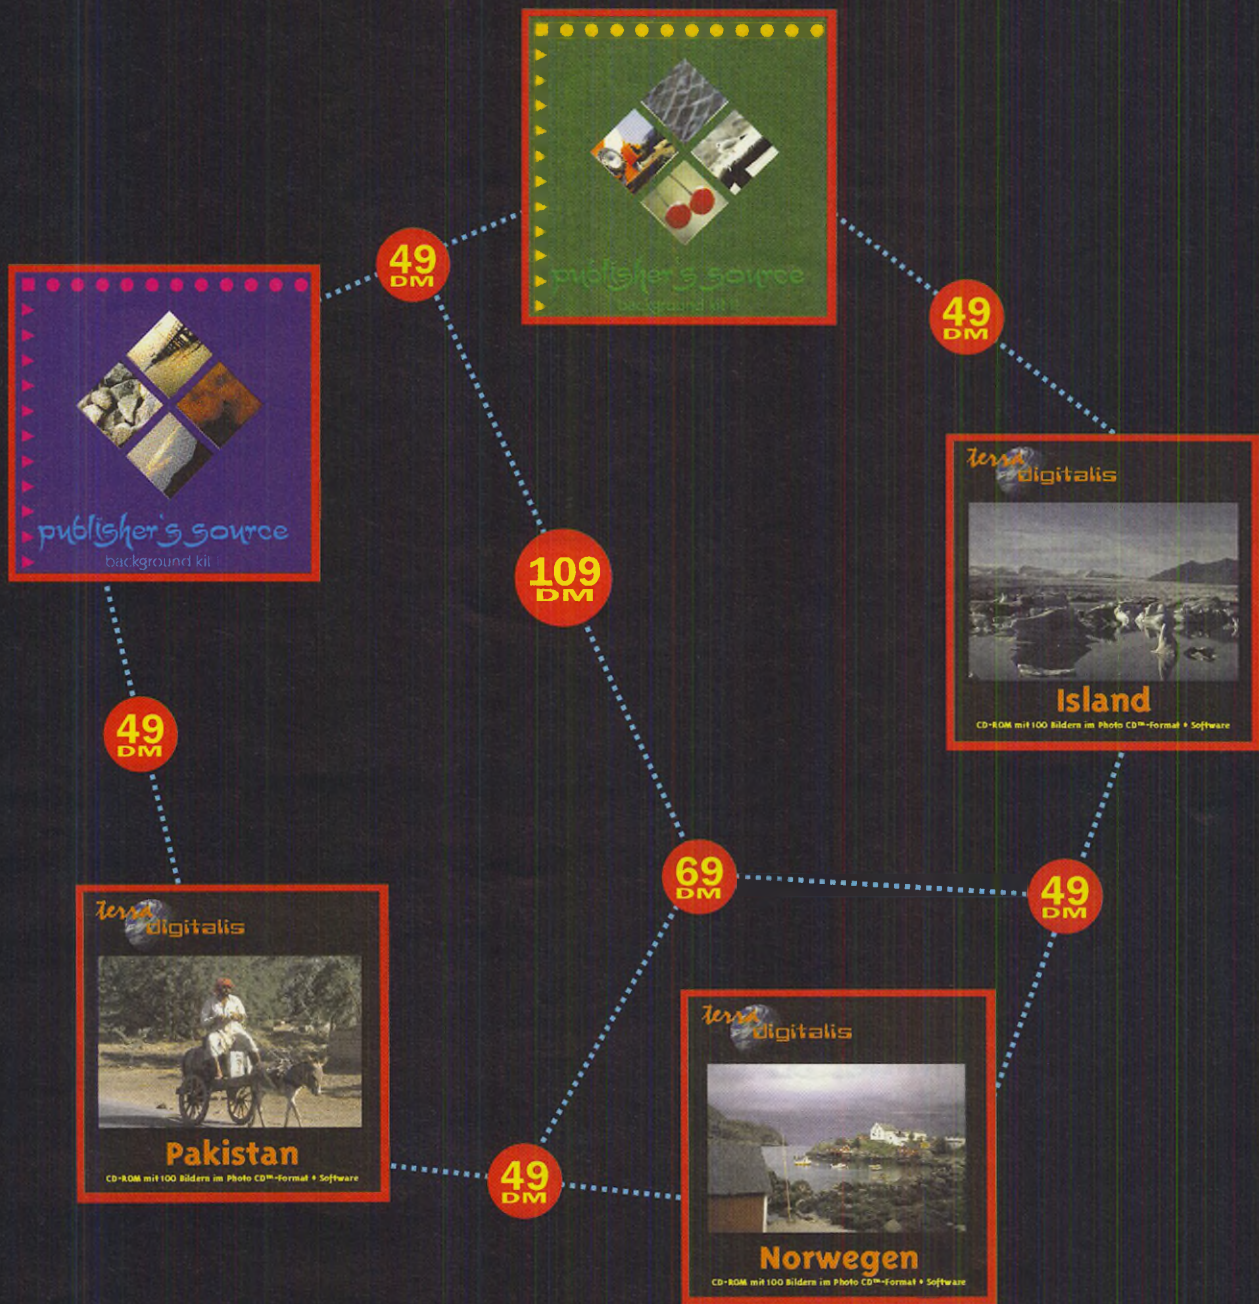 publisher's source
background kit II
49
DM
49
DM
publisher's source
background kit
109
DM
terra
digitalis
Island
CD-ROM mit 100 Bildern im Photo CD™-Format + Software
49
DM
69
DM
49
DM
terra
digitalis
Pakistan
CD-ROM mit 100 Bildern im Photo CD™-Format + Software
49
DM
terra
digitalis
Norwegen
CD-ROM mit 100 Bildern im Photo CD™-Format + Software